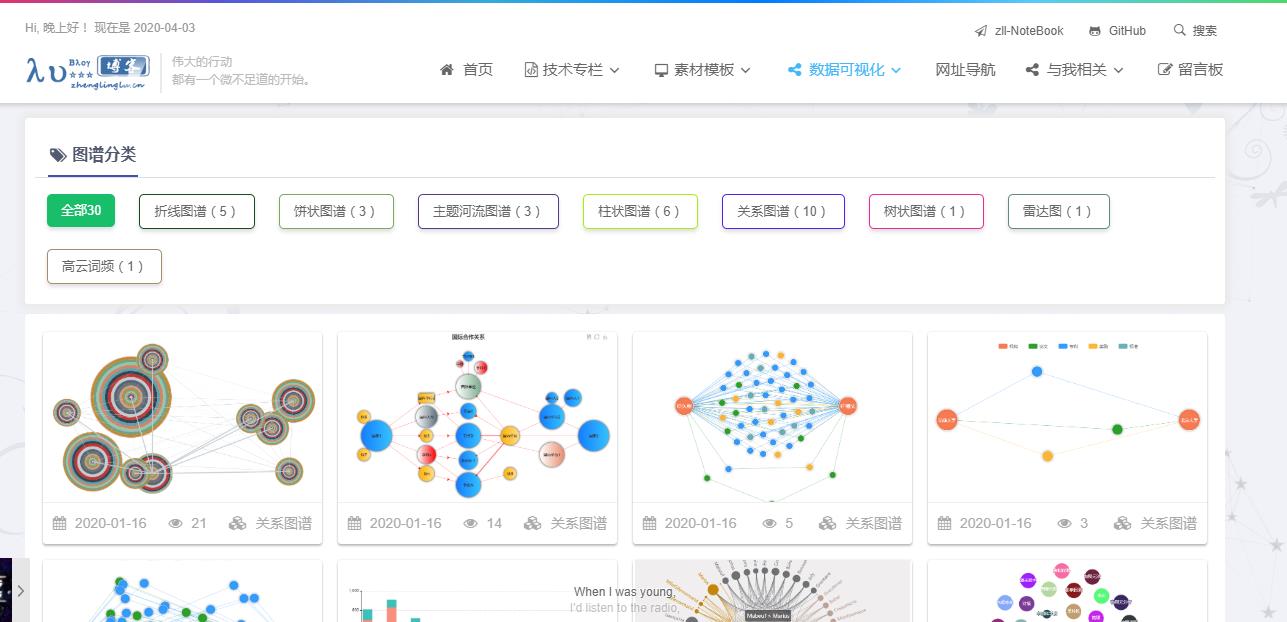 Hi, 晚上好！ 现在是 2020-04-03
zll-NoteBook
GitHub
搜索
λυ Bλογ 博客
zhenglinglu.cn
伟大的行动
都有一个微不足道的开始。
首页
技术专栏
素材模板
数据可视化
网址导航
与我相关
留言板
图谱分类
全部30
折线图谱（5）
饼状图谱（3）
主题河流图谱（3）
柱状图谱（6）
关系图谱（10）
树状图谱（1）
雷达图（1）
高云词频（1）
国际合作关系
2020-01-16 21 关系图谱
2020-01-16 14 关系图谱
2020-01-16 5 关系图谱
2020-01-16 3 关系图谱
When I was young,
I'd listen to the radio,